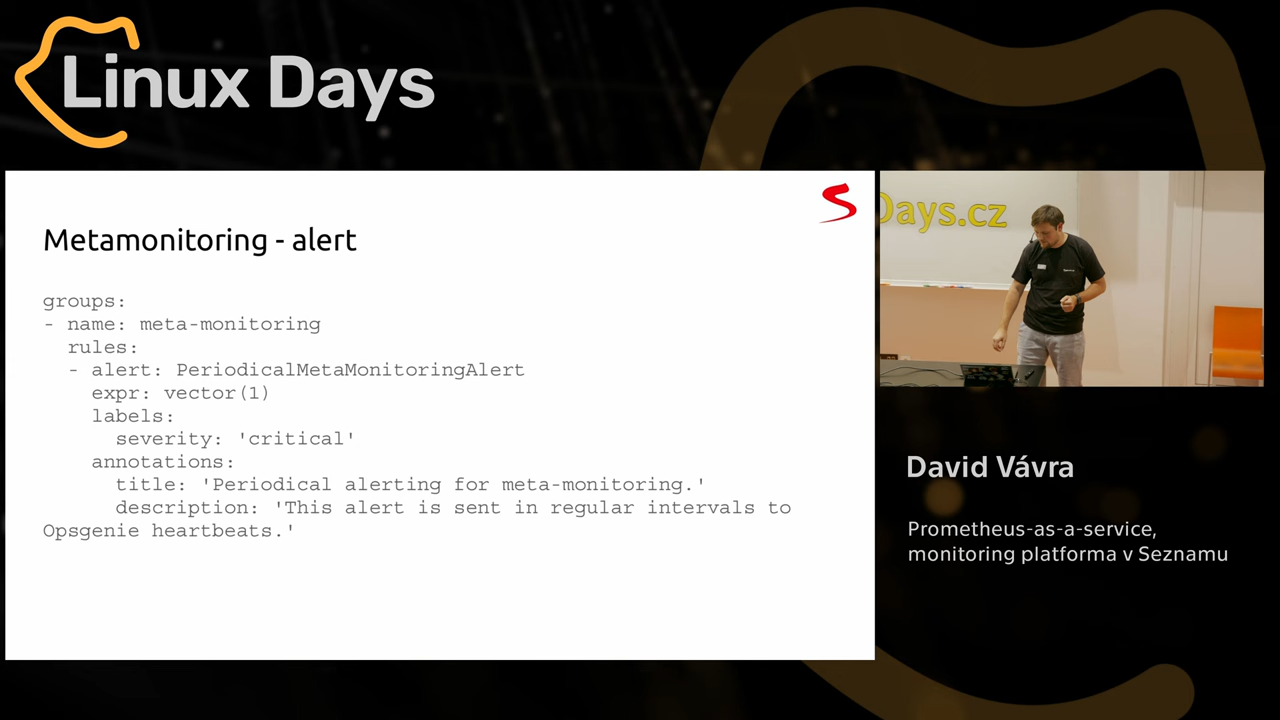 Linux Days
Metamonitoring - alert
groups:
- name: meta-monitoring
  rules:
  - alert: PeriodicalMetaMonitoringAlert
    expr: vector(1)
    labels:
      severity: 'critical'
    annotations:
      title: 'Periodical alerting for meta-monitoring.'
      description: 'This alert is sent in regular intervals to
Opsgenie heartbeats.'
Days.cz
David Vávra
Prometheus-as-a-service,
monitoring platforma v Seznamu